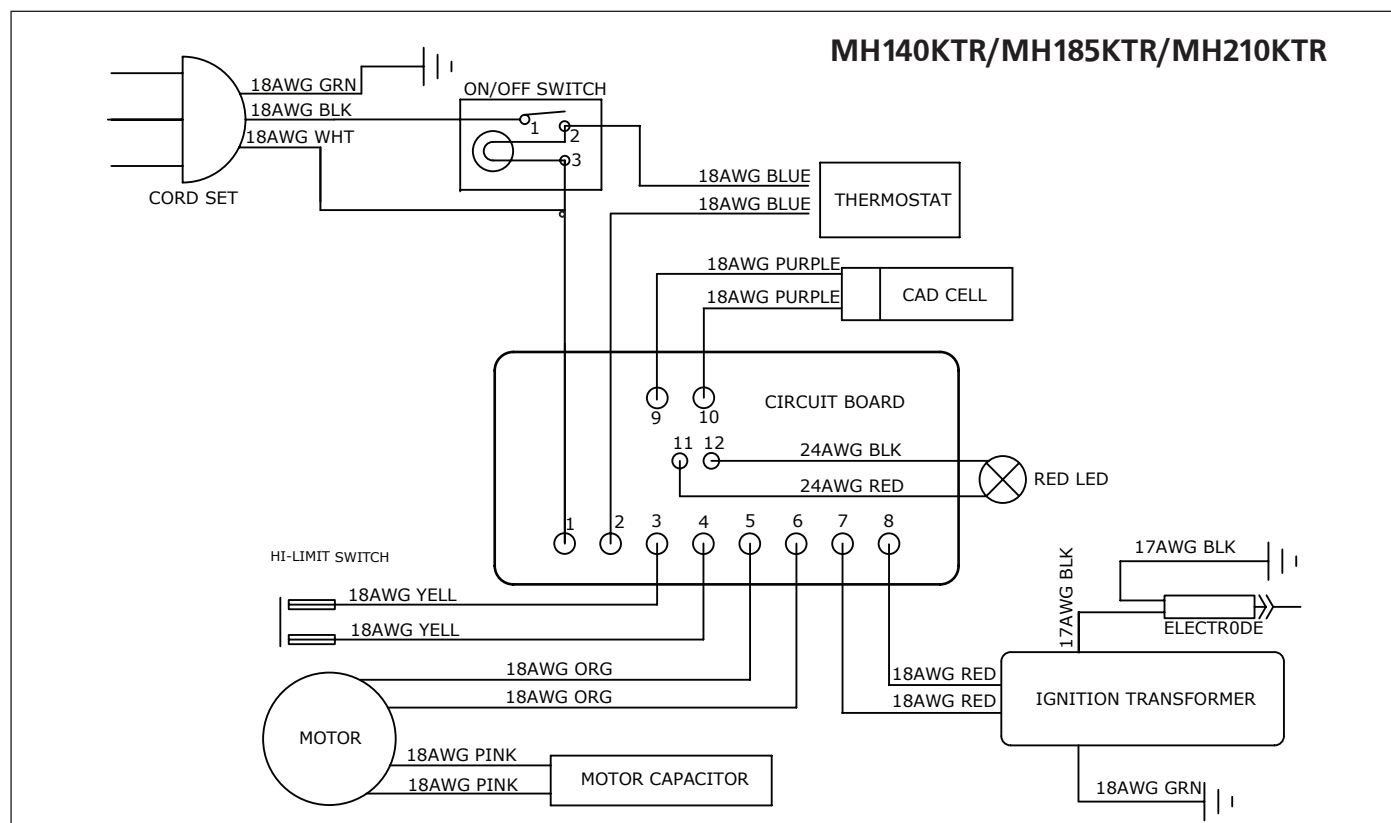 MH140KTR/MH185KTR/MH210KTR
18AWG GRN
ON/OFF SWITCH
18AWG BLK
1
2
18AWG WHT
3
CORD SET
18AWG BLUE
THERMOSTAT
18AWG BLUE
18AWG PURPLE
CAD CELL
18AWG PURPLE
CIRCUIT BOARD
9
10
11
12
24AWG BLK
RED LED
24AWG RED
1
2
3
4
5
6
7
8
HI-LIMIT SWITCH
18AWG YELL
18AWG YELL
17AWG BLK
17AWG BLK
ELECTR0DE
18AWG ORG
18AWG ORG
18AWG RED
18AWG RED
IGNITION TRANSFORMER
MOTOR
18AWG PINK
18AWG PINK
MOTOR CAPACITOR
18AWG GRN